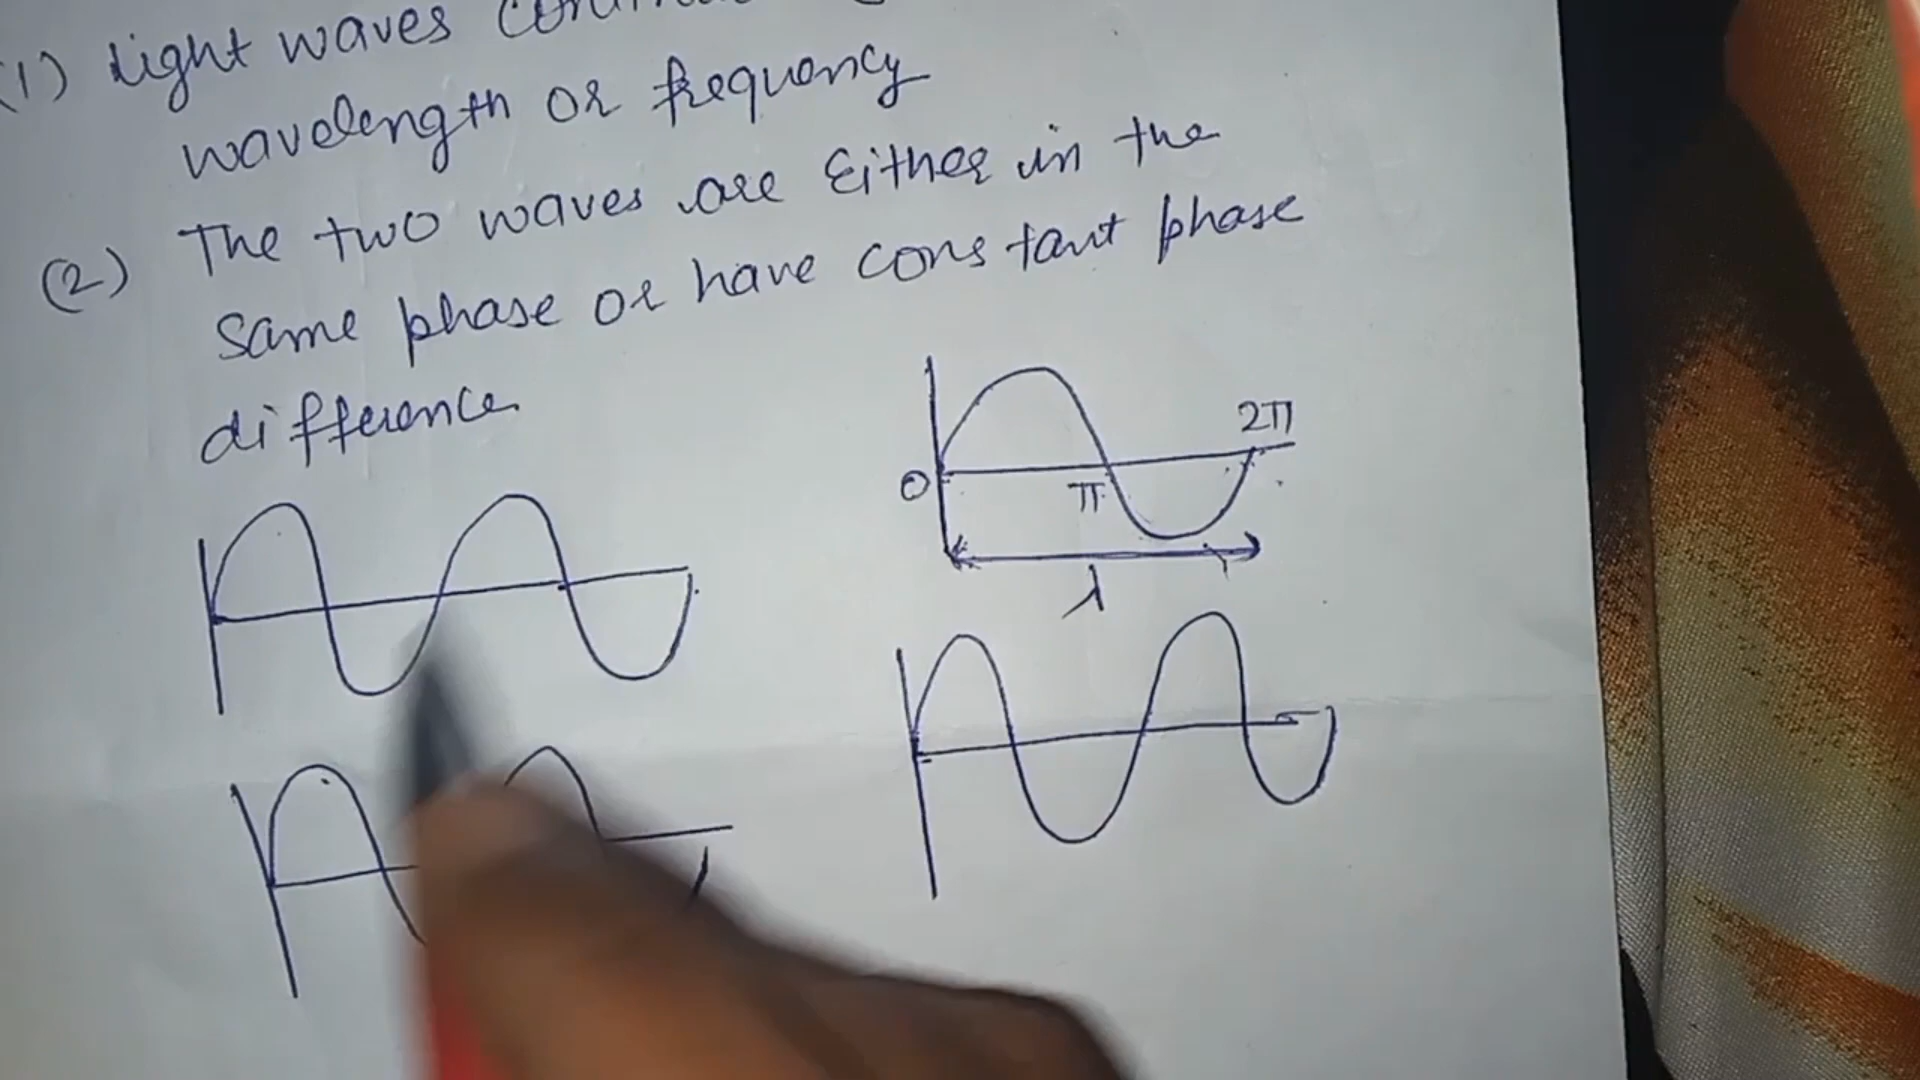 (1) Light waves
wavelength or frequency
(2) The two waves are Either in the
same phase or have constant phase
difference
2π
0
π
λ